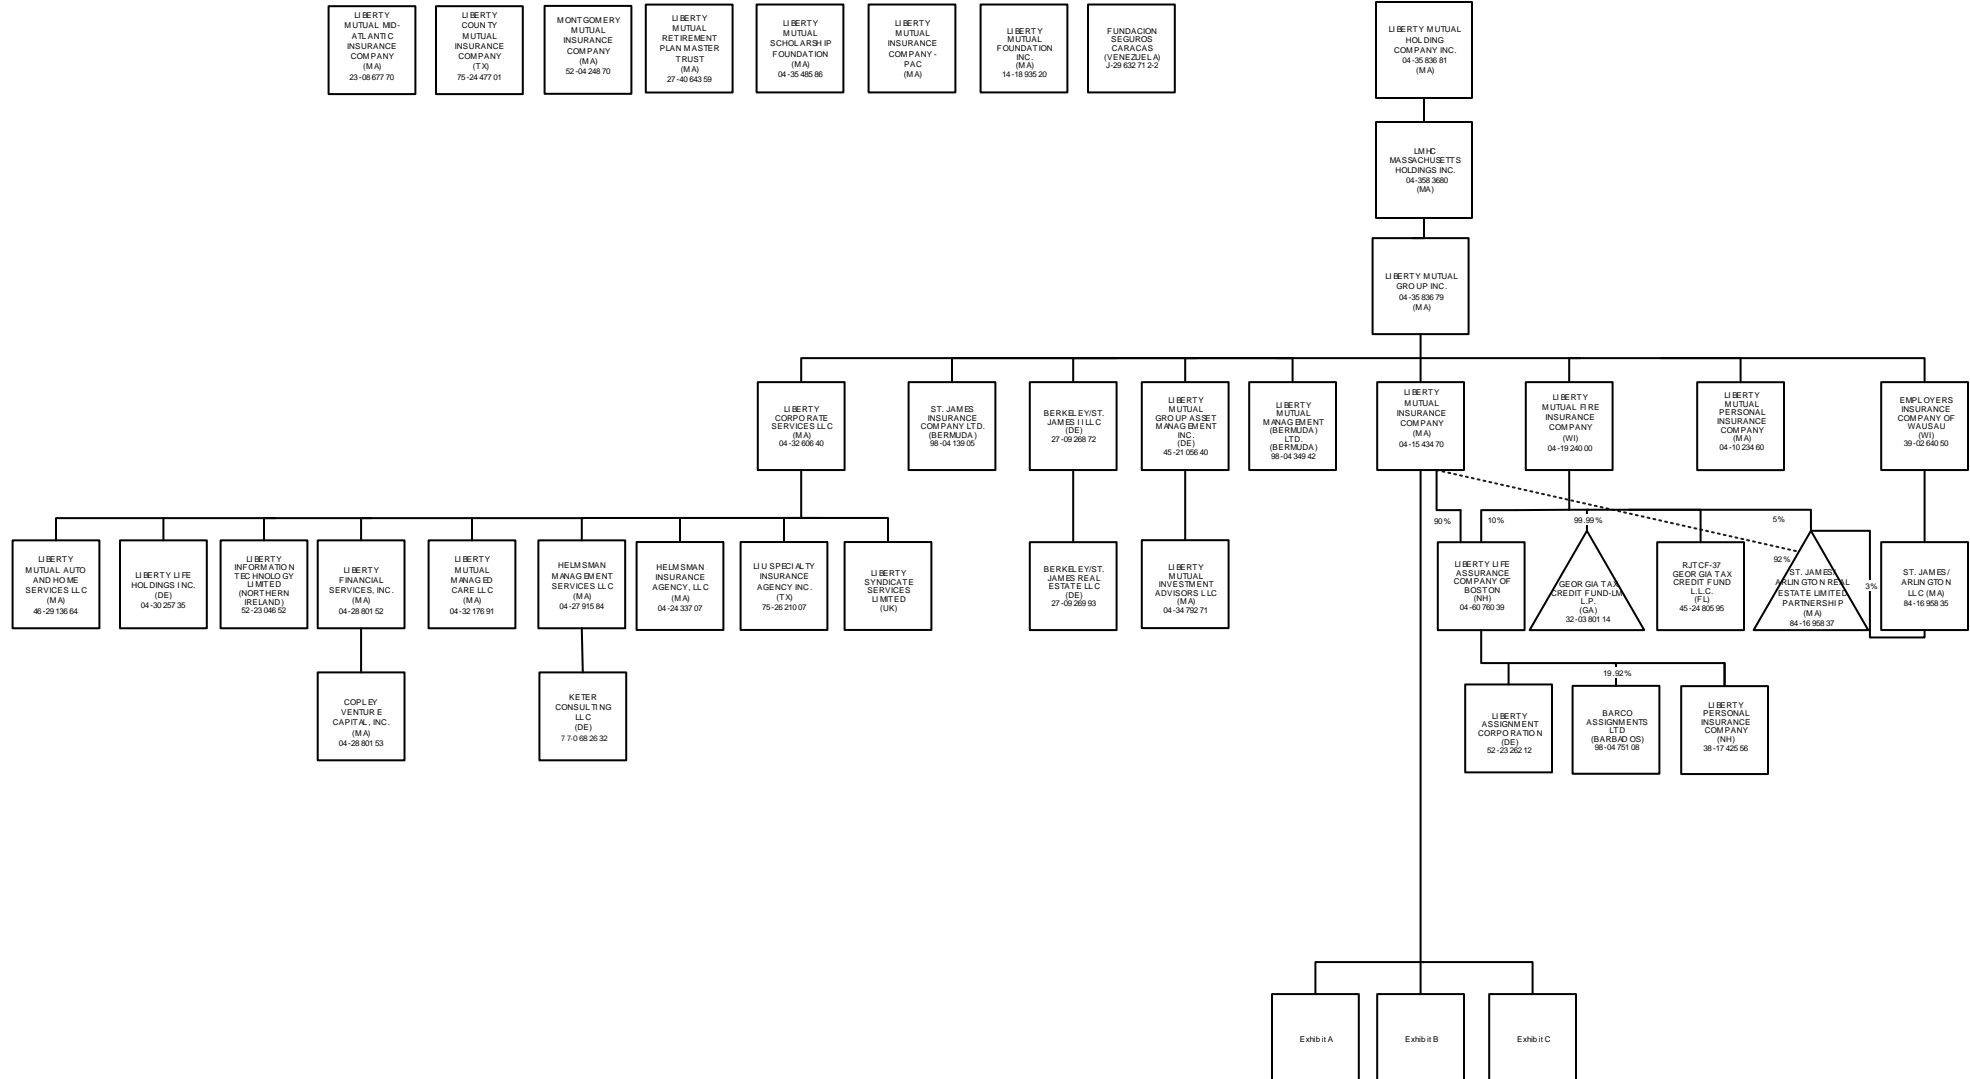 LIBERTY
MUTUAL MID-
ATLANTIC
INSURANCE
COMPANY
(MA)
23-0867770
LIBERTY
COUNTY
MUTUAL
INSURANCE
COMPANY
(TX)
75-2447701
MONTGOMERY
MUTUAL
INSURANCE
COMPANY
(MA)
52-0424870
LIBERTY
MUTUAL
RETIREMENT
PLAN MASTER
TRUST
(MA)
27-4064359
LIBERTY
MUTUAL
SCHOLARSHIP
FOUNDATION
(MA)
04-3548586
LIBERTY
MUTUAL
INSURANCE
COMPANY -
PAC
(MA)
LIBERTY
MUTUAL
FOUNDATION
INC.
(MA)
14-1893520
FUNDACION
SEGUROS
CARACAS
(VENEZUELA)
J-29632712-2
LIBERTY MUTUAL
HOLDING
COMPANY INC.
04-3583681
(MA)
LMHC
MASSACHUSETTS
HOLDINGS INC.
04-3583680
(MA)
LIBERTY MUTUAL
GROUP INC.
04-3583679
(MA)
LIBERTY
CORPORATE
SERVICES LLC
(MA)
04-3260640
ST. JAMES
INSURANCE
COMPANY LTD.
(BERMUDA)
98-0413905
BERKELEY/ST.
JAMES II LLC
(DE)
27-0926872
LIBERTY
MUTUAL
GROUP ASSET
MANAGEMENT
INC.
(DE)
45-2105640
LIBERTY
MUTUAL
MANAGEMENT
(BERMUDA)
LTD.
(BERMUDA)
98-0434942
LIBERTY
MUTUAL
INSURANCE
COMPANY
(MA)
04-1543470
LIBERTY
MUTUAL FIRE
INSURANCE
COMPANY
(WI)
04-1924000
LIBERTY
MUTUAL
PERSONAL
INSURANCE
COMPANY
(MA)
04-1023460
EMPLOYERS
INSURANCE
COMPANY OF
WAUSAU
(WI)
39-0264050
90%
10%
99.99%
5%
92%
3%
LIBERTY
MUTUAL AUTO
AND HOME
SERVICES LLC
(MA)
46-2913664
LIBERTY LIFE
HOLDINGS INC.
(DE)
04-3025735
LIBERTY
INFORMATION
TECHNOLOGY
LIMITED
(NORTHERN
IRELAND)
52-2304652
LIBERTY
FINANCIAL
SERVICES, INC.
(MA)
04-2880152
LIBERTY
MUTUAL
MANAGED
CARE LLC
(MA)
04-3217691
HELMSMAN
MANAGEMENT
SERVICES LLC
(MA)
04-2791584
HELMSMAN
INSURANCE
AGENCY, LLC
(MA)
04-2433707
LIU SPECIALTY
INSURANCE
AGENCY INC.
(TX)
75-2621007
LIBERTY
SYNDICATE
SERVICES
LIMITED
(UK)
BERKELEY/ST.
JAMES REAL
ESTATE LLC
(DE)
27-0926993
LIBERTY
MUTUAL
INVESTMENT
ADVISORS LLC
(MA)
04-3479271
LIBERTY LIFE
ASSURANCE
COMPANY OF
BOSTON
(NH)
04-6076039
GEORGIA TAX
CREDIT FUND-LM
L.P.
(GA)
32-0380114
RJTCF-37
GEORGIA TAX
CREDIT FUND
L.L.C.
(FL)
45-2480595
ST. JAMES/
ARLINGTON REAL
ESTATE LIMITED
PARTNERSHIP
(MA)
84-1695837
ST. JAMES/
ARLINGTON
LLC (MA)
84-1695835
COPLEY
VENTURE
CAPITAL, INC.
(MA)
04-2880153
KETER
CONSULTING
LLC
(DE)
77-0682632
19.92%
LIBERTY
ASSIGNMENT
CORPORATION
(DE)
52-2326212
BARCO
ASSIGNMENTS
LTD
(BARBADOS)
98-0475108
LIBERTY
PERSONAL
INSURANCE
COMPANY
(NH)
38-1742556
Exhibit A
Exhibit B
Exhibit C